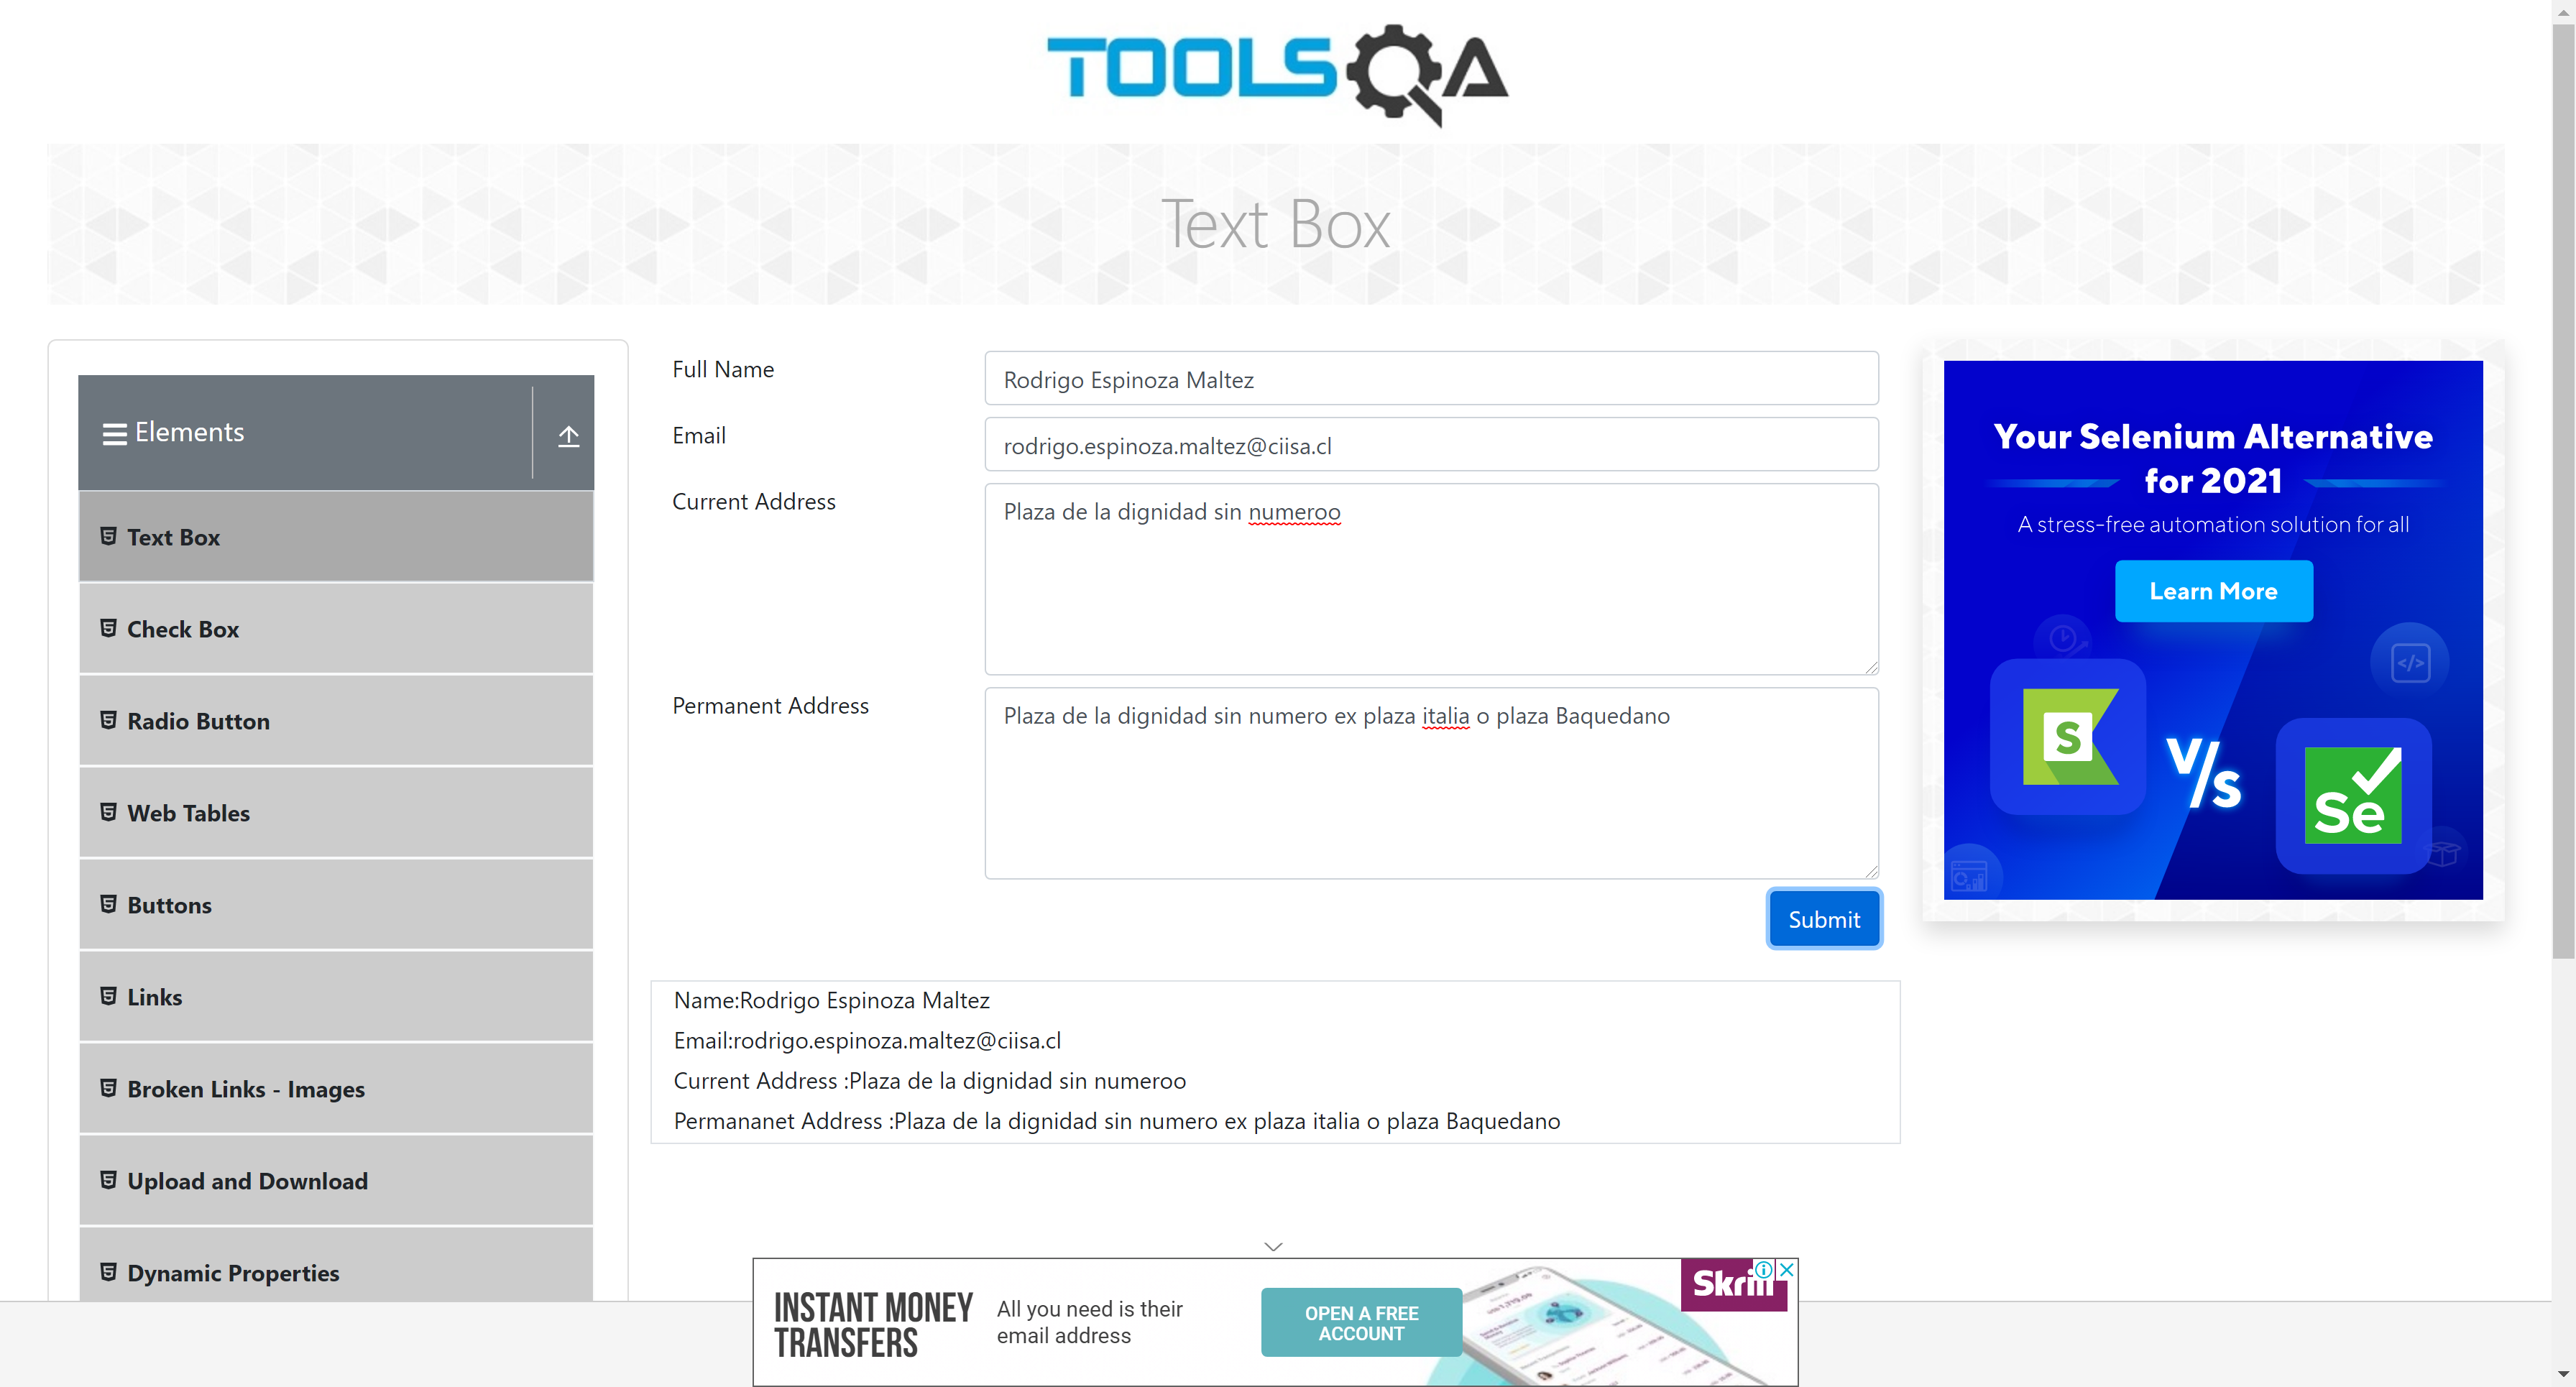 TOOLSQA
Text Box
Elements
Text Box
Check Box
Radio Button
Web Tables
Buttons
Links
Broken Links - Images
Upload and Download
Dynamic Properties
Full Name
Rodrigo Espinoza Maltez
Email
rodrigo.espinoza.maltez@ciisa.cl
Current Address
Plaza de la dignidad sin numeroo
Permanent Address
Plaza de la dignidad sin numero ex plaza italia o plaza Baquedano
Submit
Name:Rodrigo Espinoza Maltez
Email:rodrigo.espinoza.maltez@ciisa.cl
Current Address :Plaza de la dignidad sin numeroo
Permananet Address :Plaza de la dignidad sin numero ex plaza italia o plaza Baquedano
Your Selenium Alternative
for 2021
A stress-free automation solution for all
Learn More
</>
S
V/s
Se
INSTANT MONEY
TRANSFERS
All you need is their
email address
OPEN A FREE
ACCOUNT
Skrill